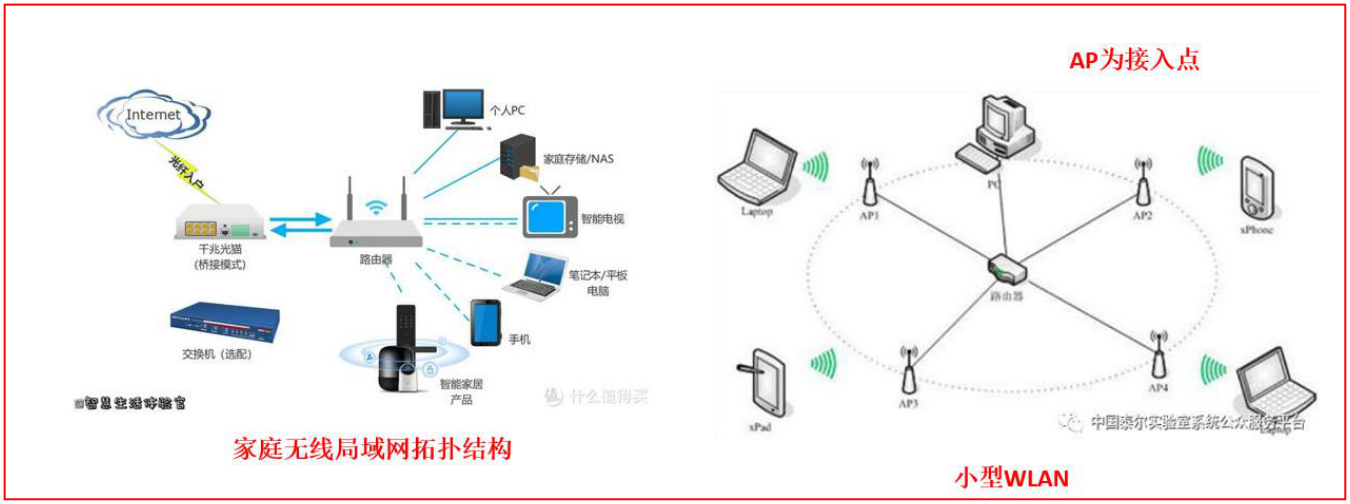 AP为接入点
Internet
光纤入户
千兆光猫
(桥接模式)
交换机（选配）
路由器
个人PC
家庭存储/NAS
智能电视
笔记本/平板
电脑
手机
智能家居
产品
@智慧生活体验官
值 什么值得买
家庭无线局域网拓扑结构
Laptop
AP1
PC
AP2
xPhone
路由器
xPad
AP3
AP4
Laptop
中国泰尔实验室系统公众服务平台
小型WLAN